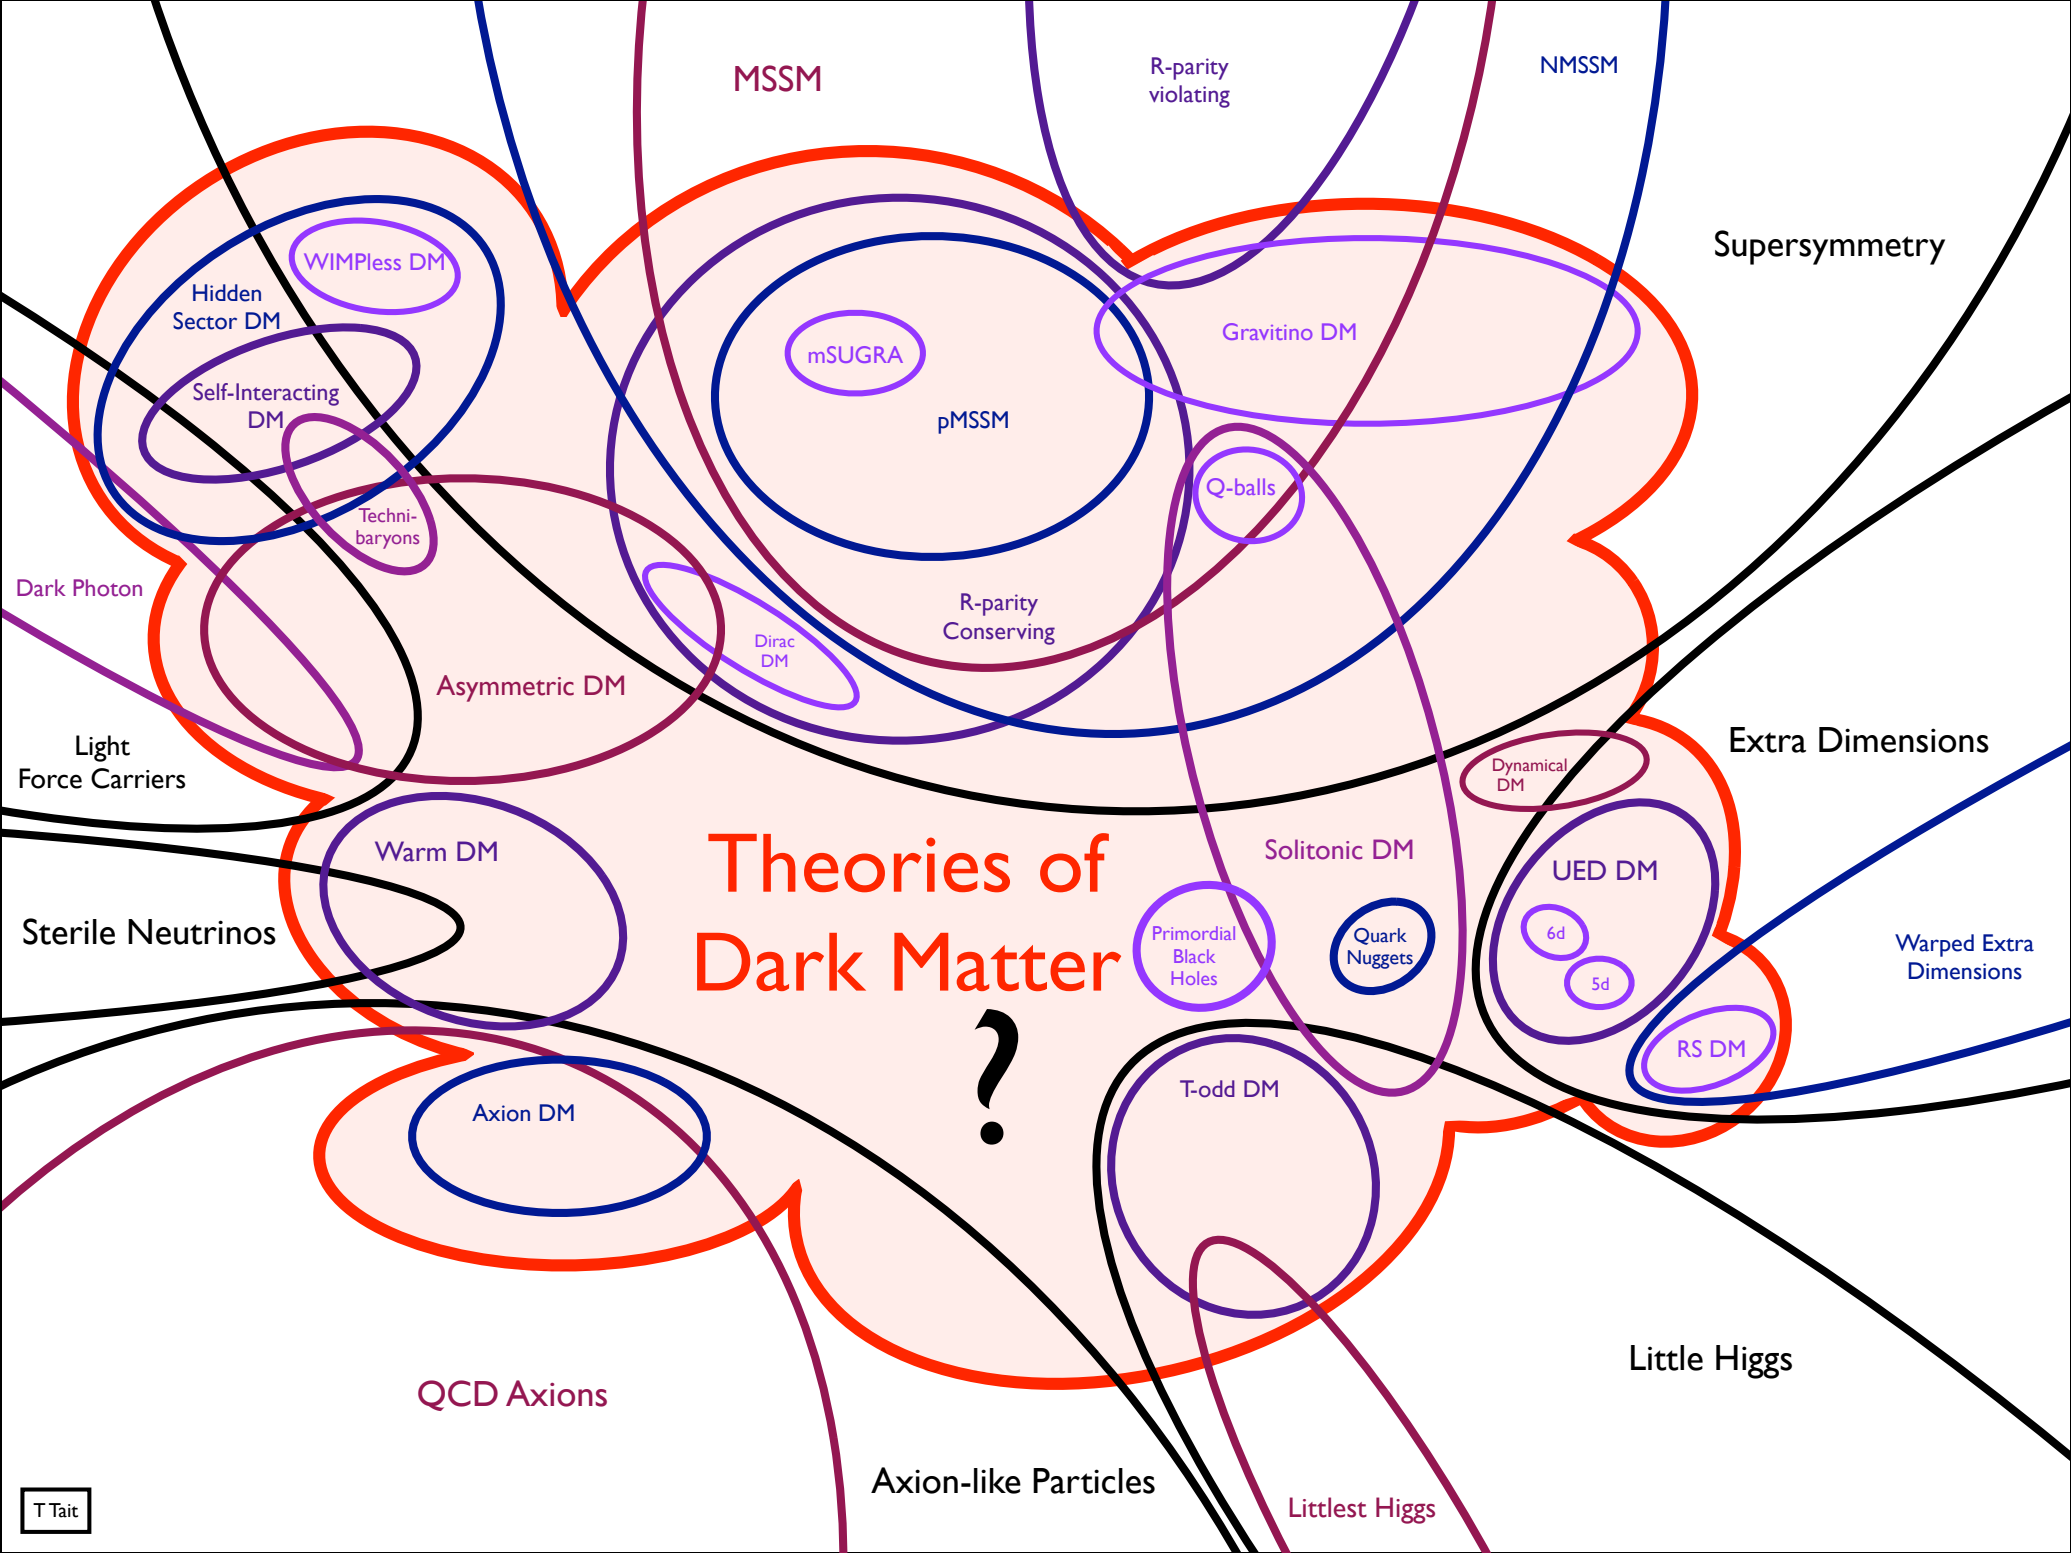 MSSM
R-parity
violating
NMSSM
Supersymmetry
WIMPless DM
Hidden
Sector DM
Self-Interacting
DM
mSUGRA
pMSSM
Gravitino DM
Q-balls
Techni-
baryons
Dark Photon
R-parity
Conserving
Dirac
DM
Asymmetric DM
Light
Force Carriers
Extra Dimensions
Dynamical
DM
Warm DM
Theories of
Dark Matter
?
Solitonic DM
UED DM
6d
5d
Sterile Neutrinos
Primordial
Black
Holes
Quark
Nuggets
Warped Extra
Dimensions
RS DM
Axion DM
T-odd DM
Little Higgs
QCD Axions
Axion-like Particles
Littlest Higgs
T Tait